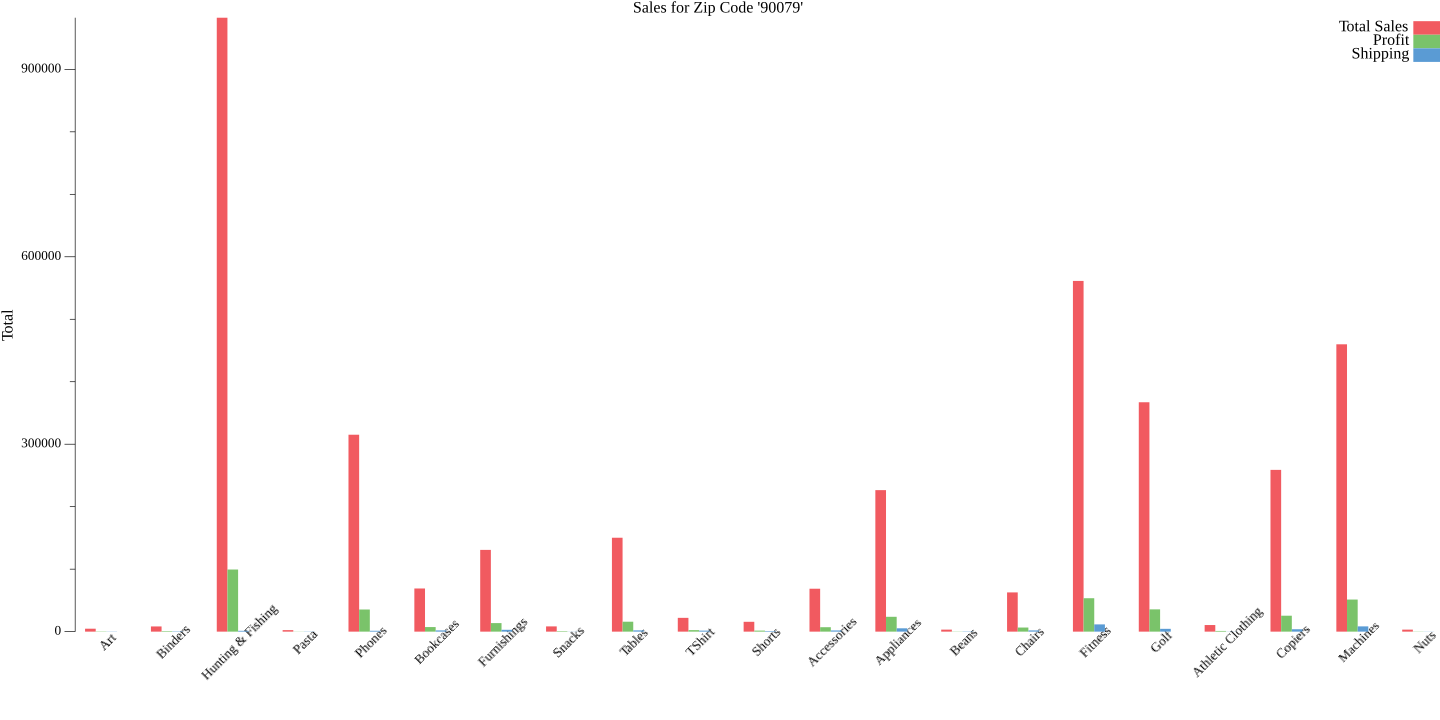 Sales for Zip Code '90079'
Total Sales
Profit
Shipping
900000
600000
300000
0
Total
Art
Binders
Hunting & Fishing
Pasta
Phones
Bookcases
Furnishings
Snacks
Tables
TShirt
Shorts
Accessories
Appliances
Beans
Chairs
Fitness
Golf
Athletic Clothing
Copiers
Machines
Nuts